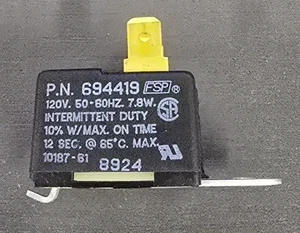 P.N. 694419 FSP ®
120V. 50-60HZ. 7.8W.
INTERMITTENT DUTY
10% W/MAX. ON TIME
12 SEC. @ 65°C. MAX.
10187-61 8924